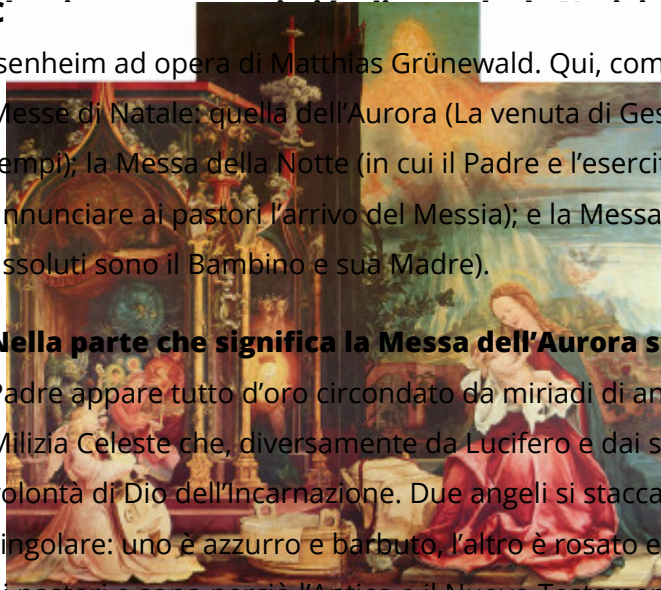 senheim ad opera di Matthias Grünewald. Qui, com
Messe di Natale: quella dell’Aurora (La venuta di Ges
empi); la Messa della Notte (in cui il Padre e l’esercit
nnunciare ai pastori l’arrivo del Messia); e la Messa
ssoluti sono il Bambino e sua Madre).
Nella parte che significa la Messa dell’Aurora s
Padre appare tutto d’oro circondato da miriadi di an
Milizia Celeste che, diversamente da Lucifero e dai s
volontà di Dio dell’Incarnazione. Due angeli si stacca
ingolare: uno è azzurro e barbuto, l’altro è rosato e